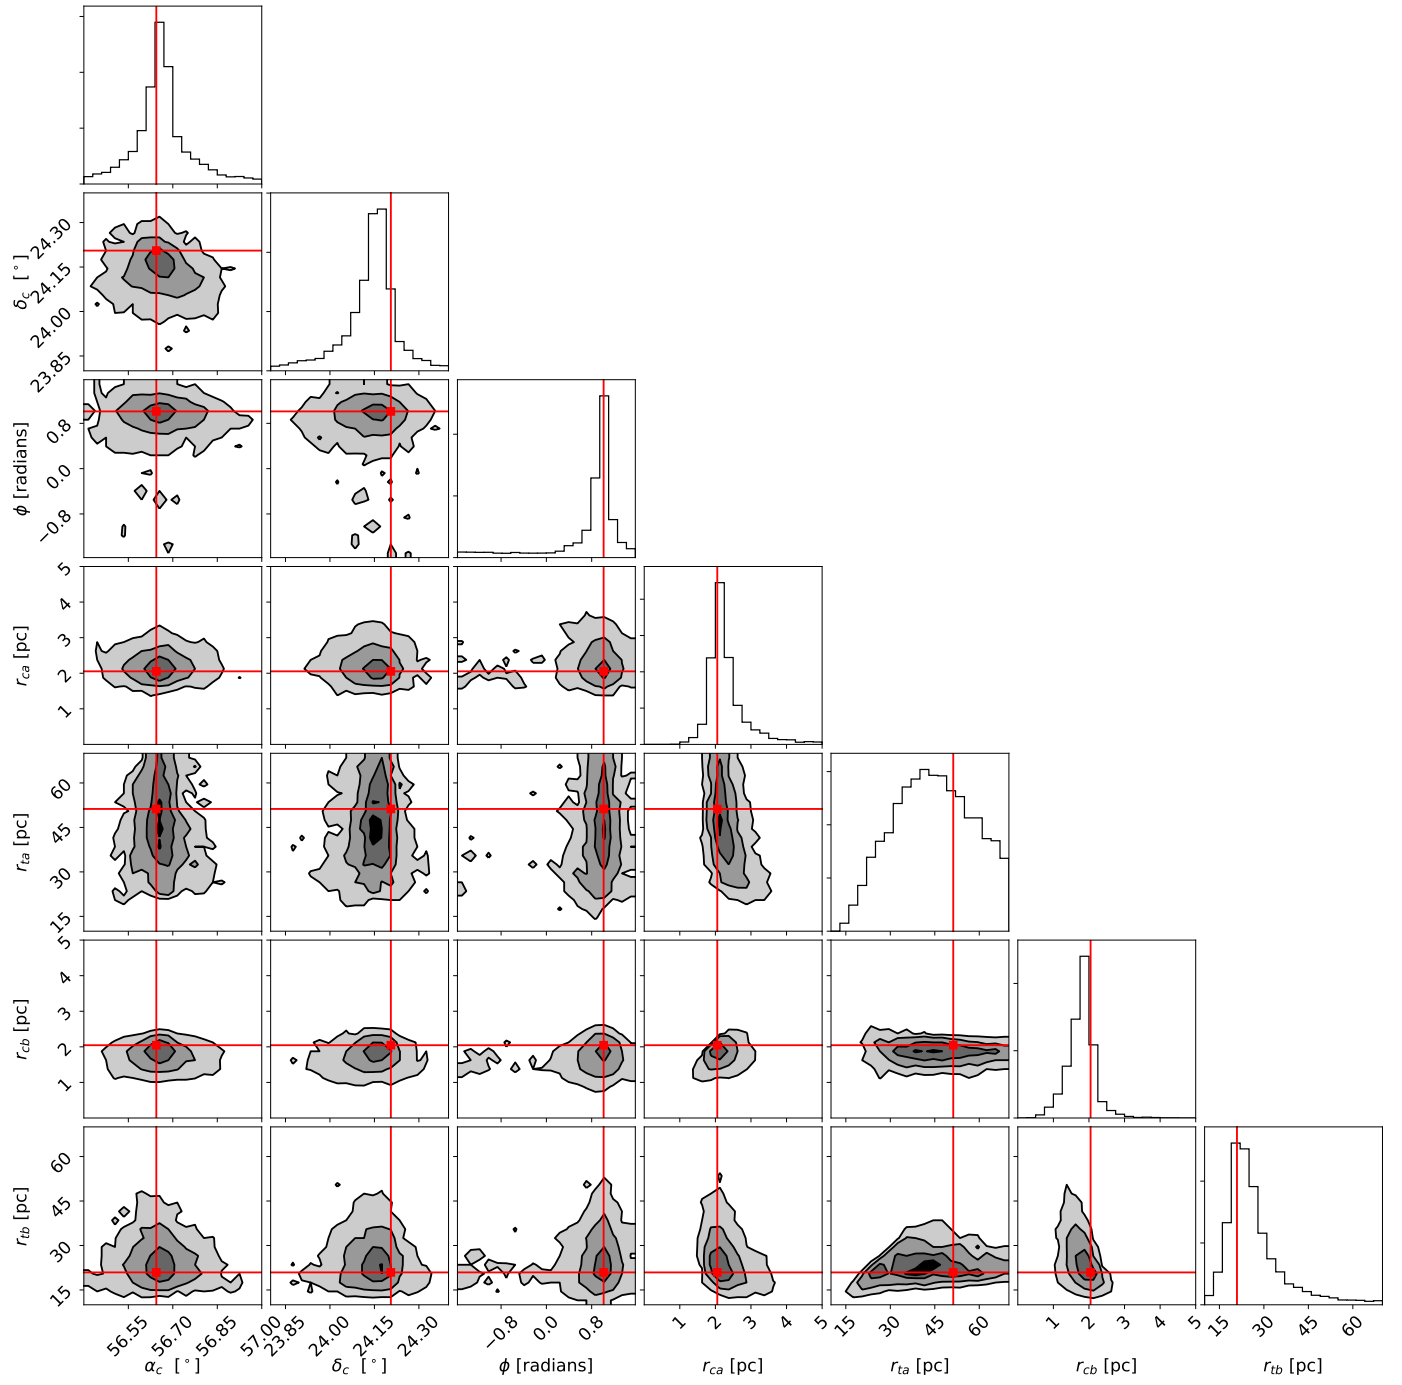 δc [°]
24.30
24.15
24.00
23.85
ϕ [radians]
0.8
0.0
−0.8
rca [pc]
5
4
3
2
1
rta [pc]
60
45
30
15
rcb [pc]
5
4
3
2
1
rtb [pc]
60
45
30
15
56.55 56.70 56.85 57.00
23.85 24.00 24.15 24.30
−0.8 0.0 0.8
1 2 3 4 5
15 30 45 60
1 2 3 4 5
15 30 45 60
αc [°] δc [°] ϕ [radians] rca [pc] rta [pc] rcb [pc] rtb [pc]